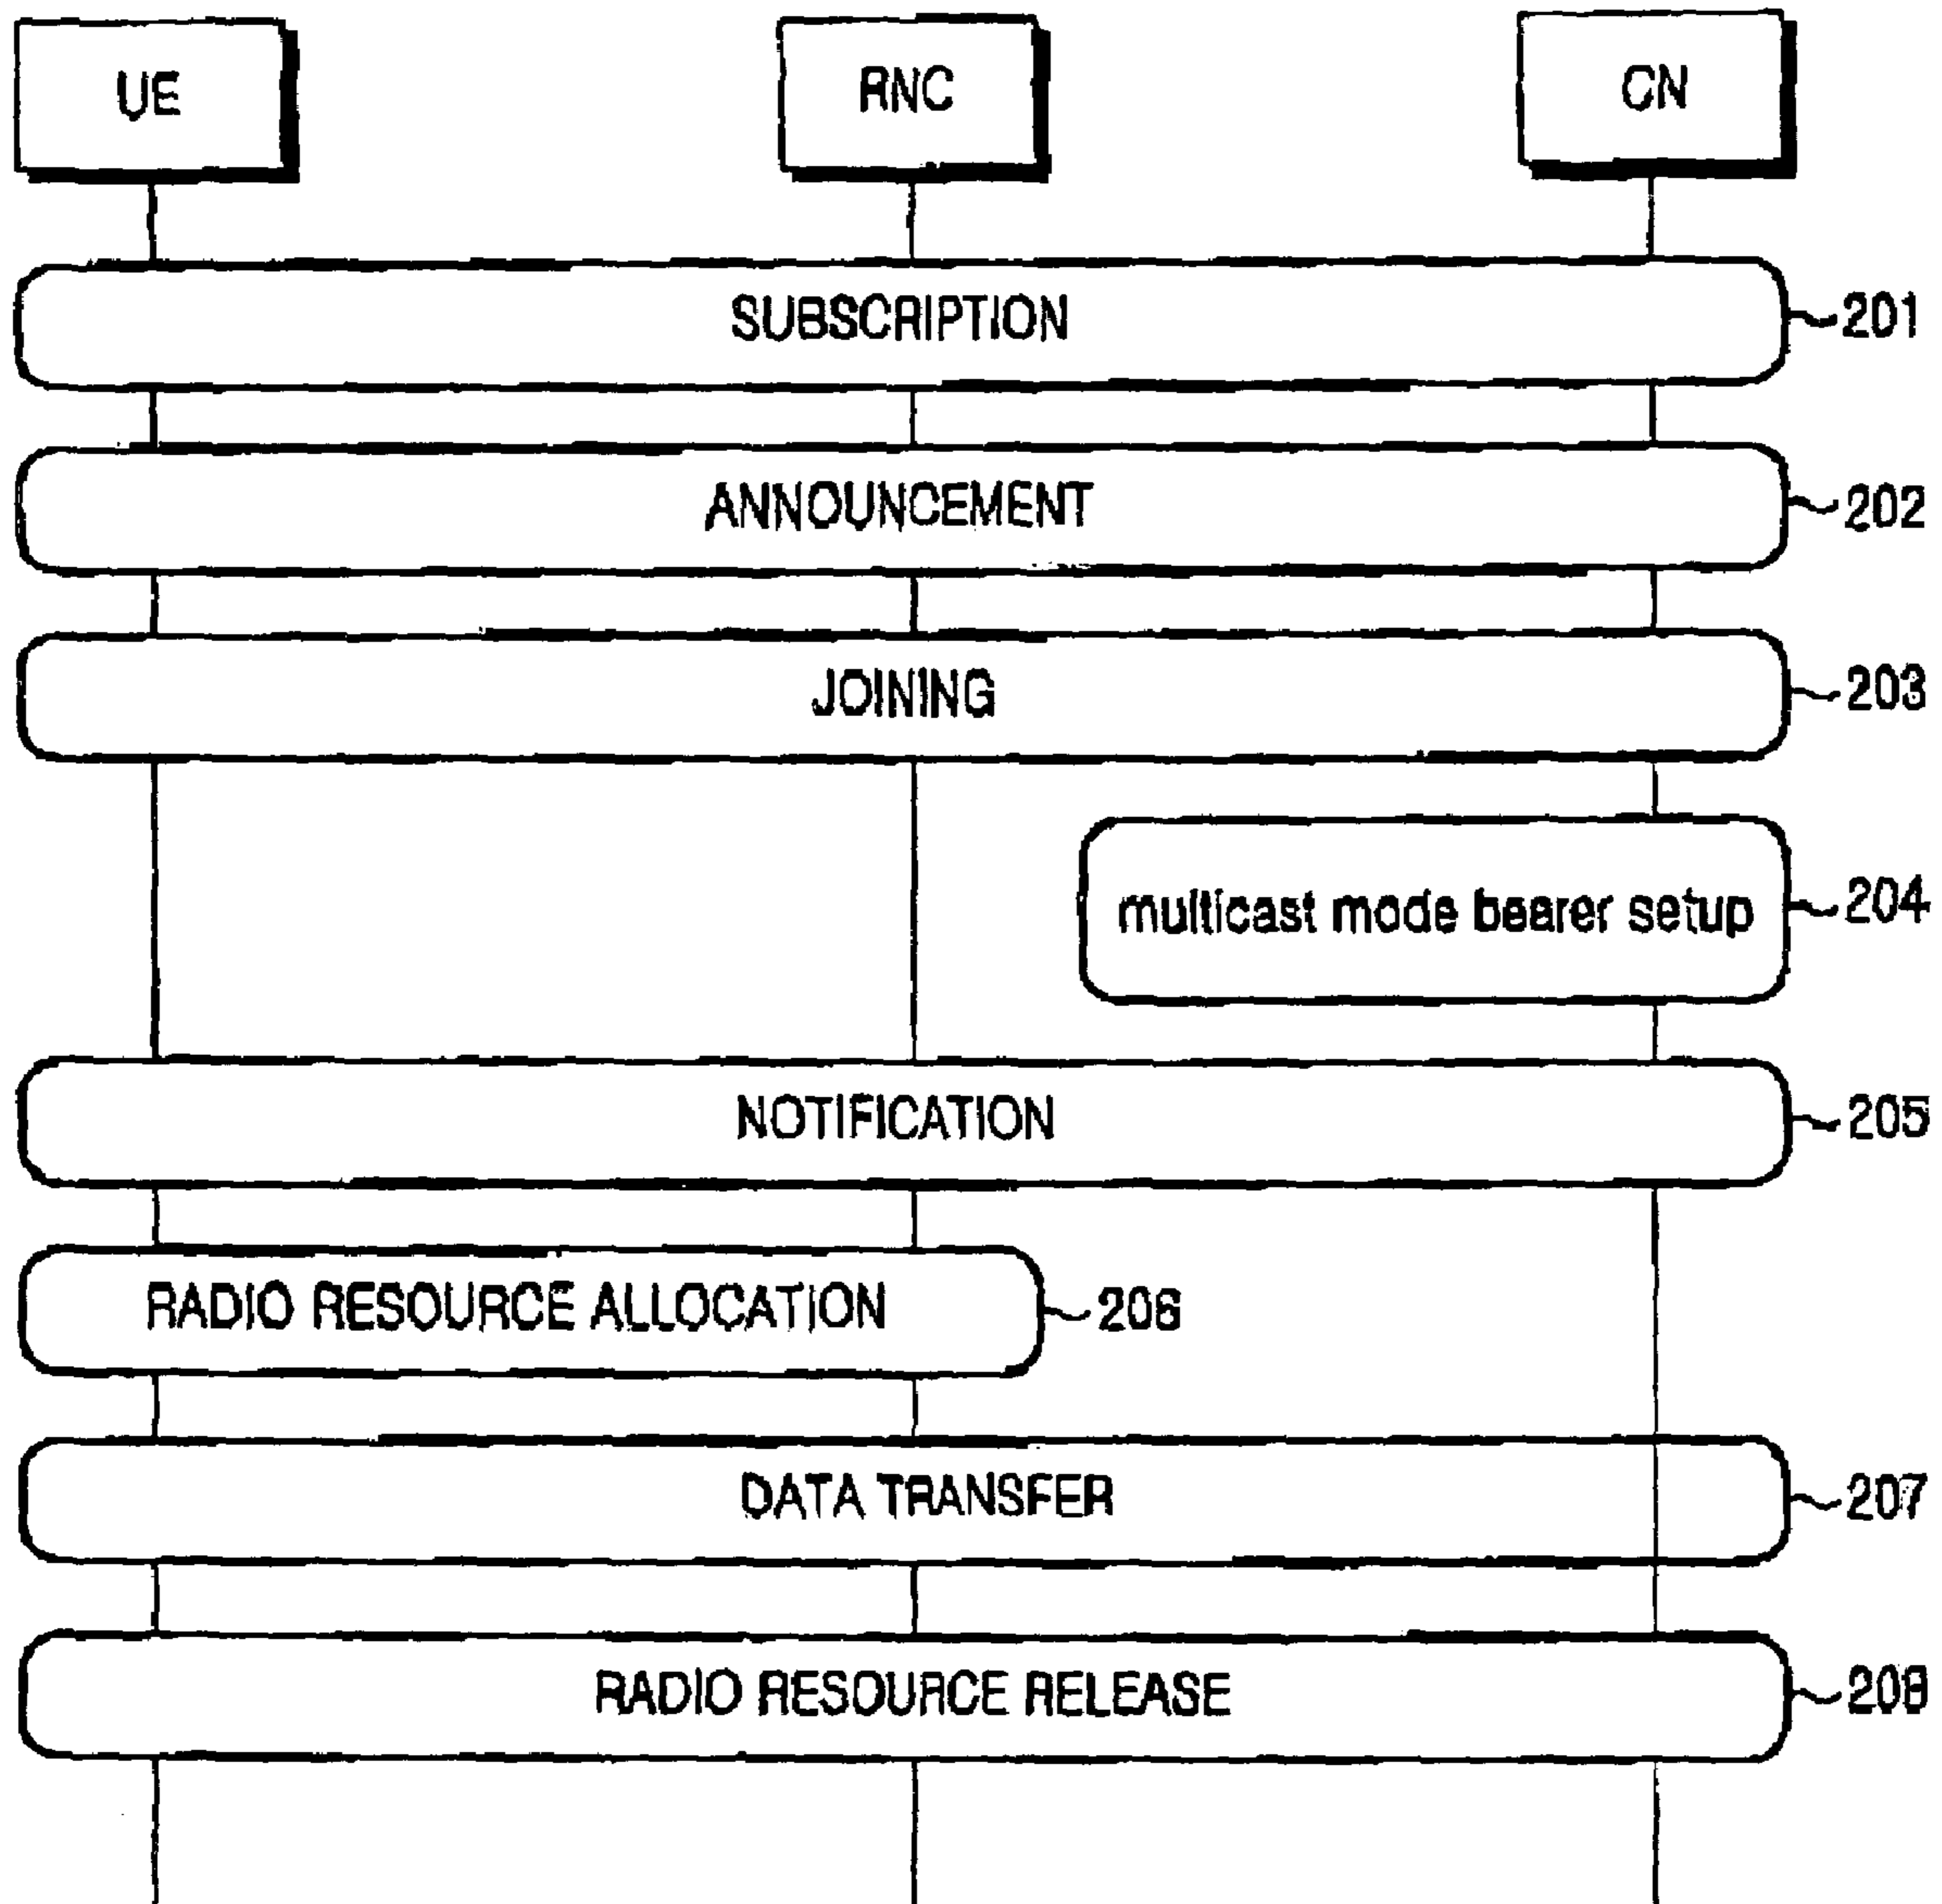 UE
RNC
CN
SUBSCRIPTION
201
ANNOUNCEMENT
202
JOINING
203
multicast mode bearer setup
204
NOTIFICATION
205
RADIO RESOURCE ALLOCATION
206
DATA TRANSFER
207
RADIO RESOURCE RELEASE
208